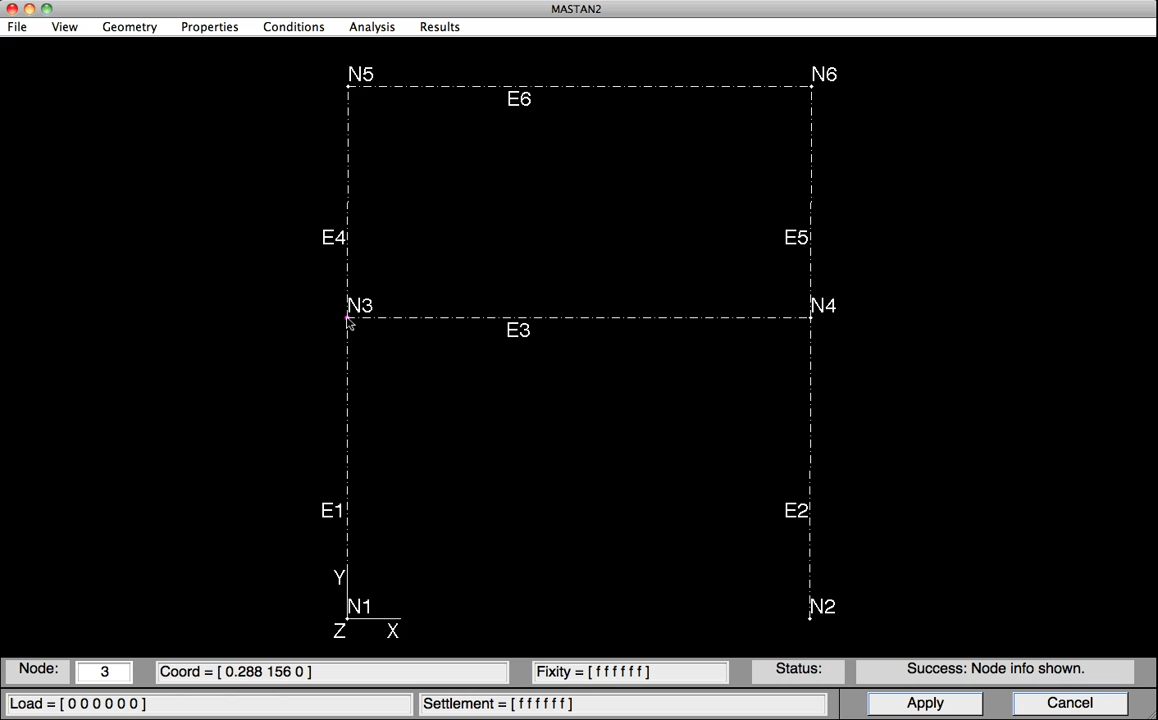 MASTAN2
File View Geometry Properties Conditions Analysis Results
N5 N6
E6
E4 E5
N3 N4
E3
E1 E2
Y
N1 N2
Z X
Node: 3 Coord = [ 0.288 156 0 ] Fixity = [ f f f f f f ] Status: Success: Node info shown.
Load = [ 0 0 0 0 0 0 ] Settlement = [ f f f f f f ] Apply Cancel